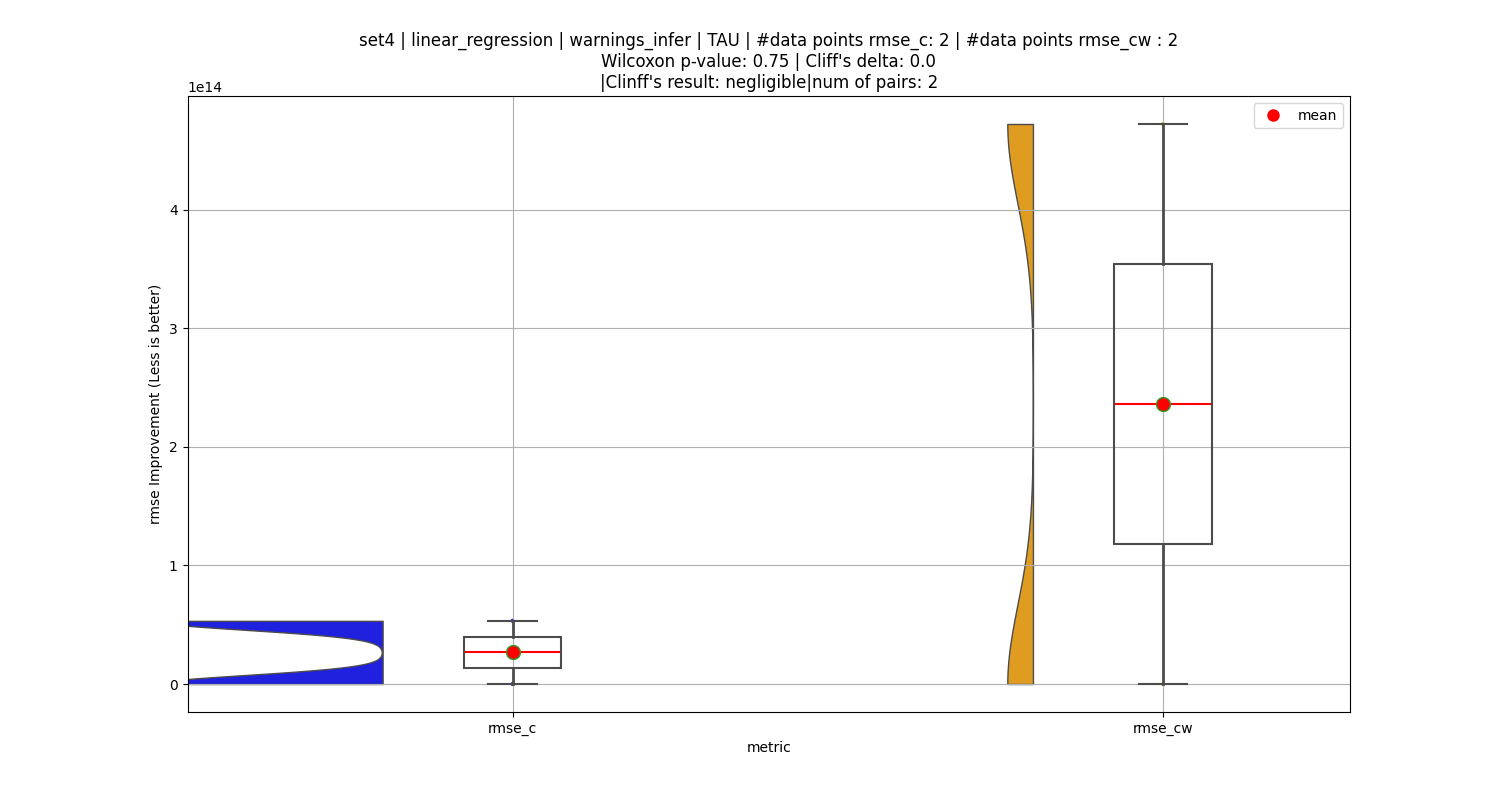 set4 | linear_regression | warnings_infer | TAU | #data points rmse_c: 2 | #data points rmse_cw : 2
Wilcoxon p-value: 0.75 | Cliff's delta: 0.0
|Clinff's result: negligible|num of pairs: 2
1e14
mean
4
3
2
1
0
rmse Improvement (Less is better)
rmse_c
rmse_cw
metric